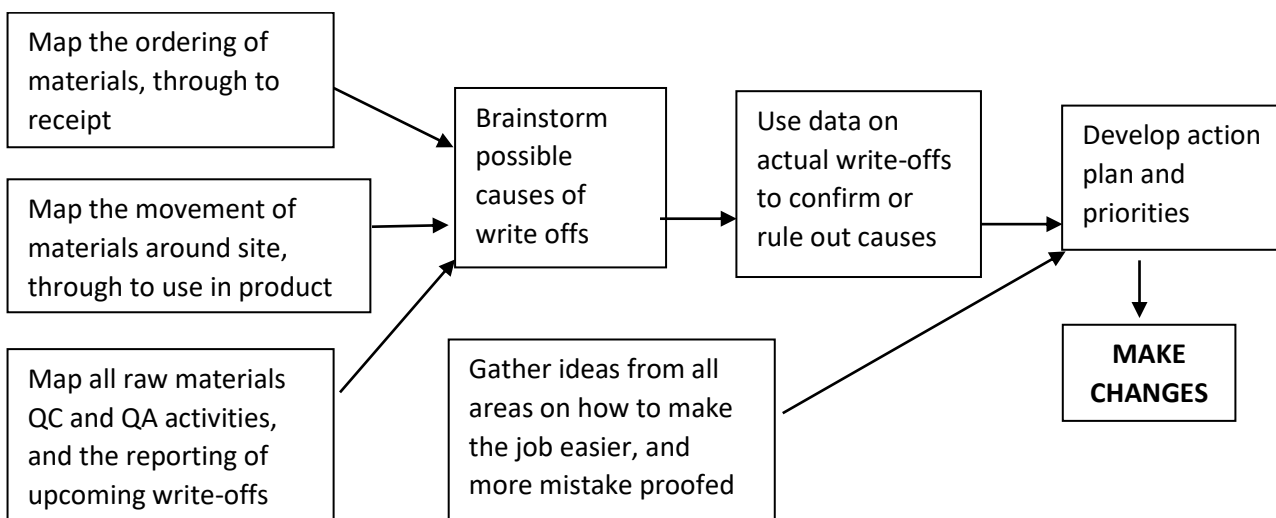 Map the ordering of
materials, through to
receipt
Map the movement of
materials around site,
through to use in product
Map all raw materials
QC and QA activities,
and the reporting of
upcoming write-offs
Brainstorm
possible
causes of
write offs
Use data on
actual write-offs
to confirm or
rule out causes
Gather ideas from all
areas on how to make
the job easier, and
more mistake proofed
Develop action
plan and
priorities
MAKE
CHANGES